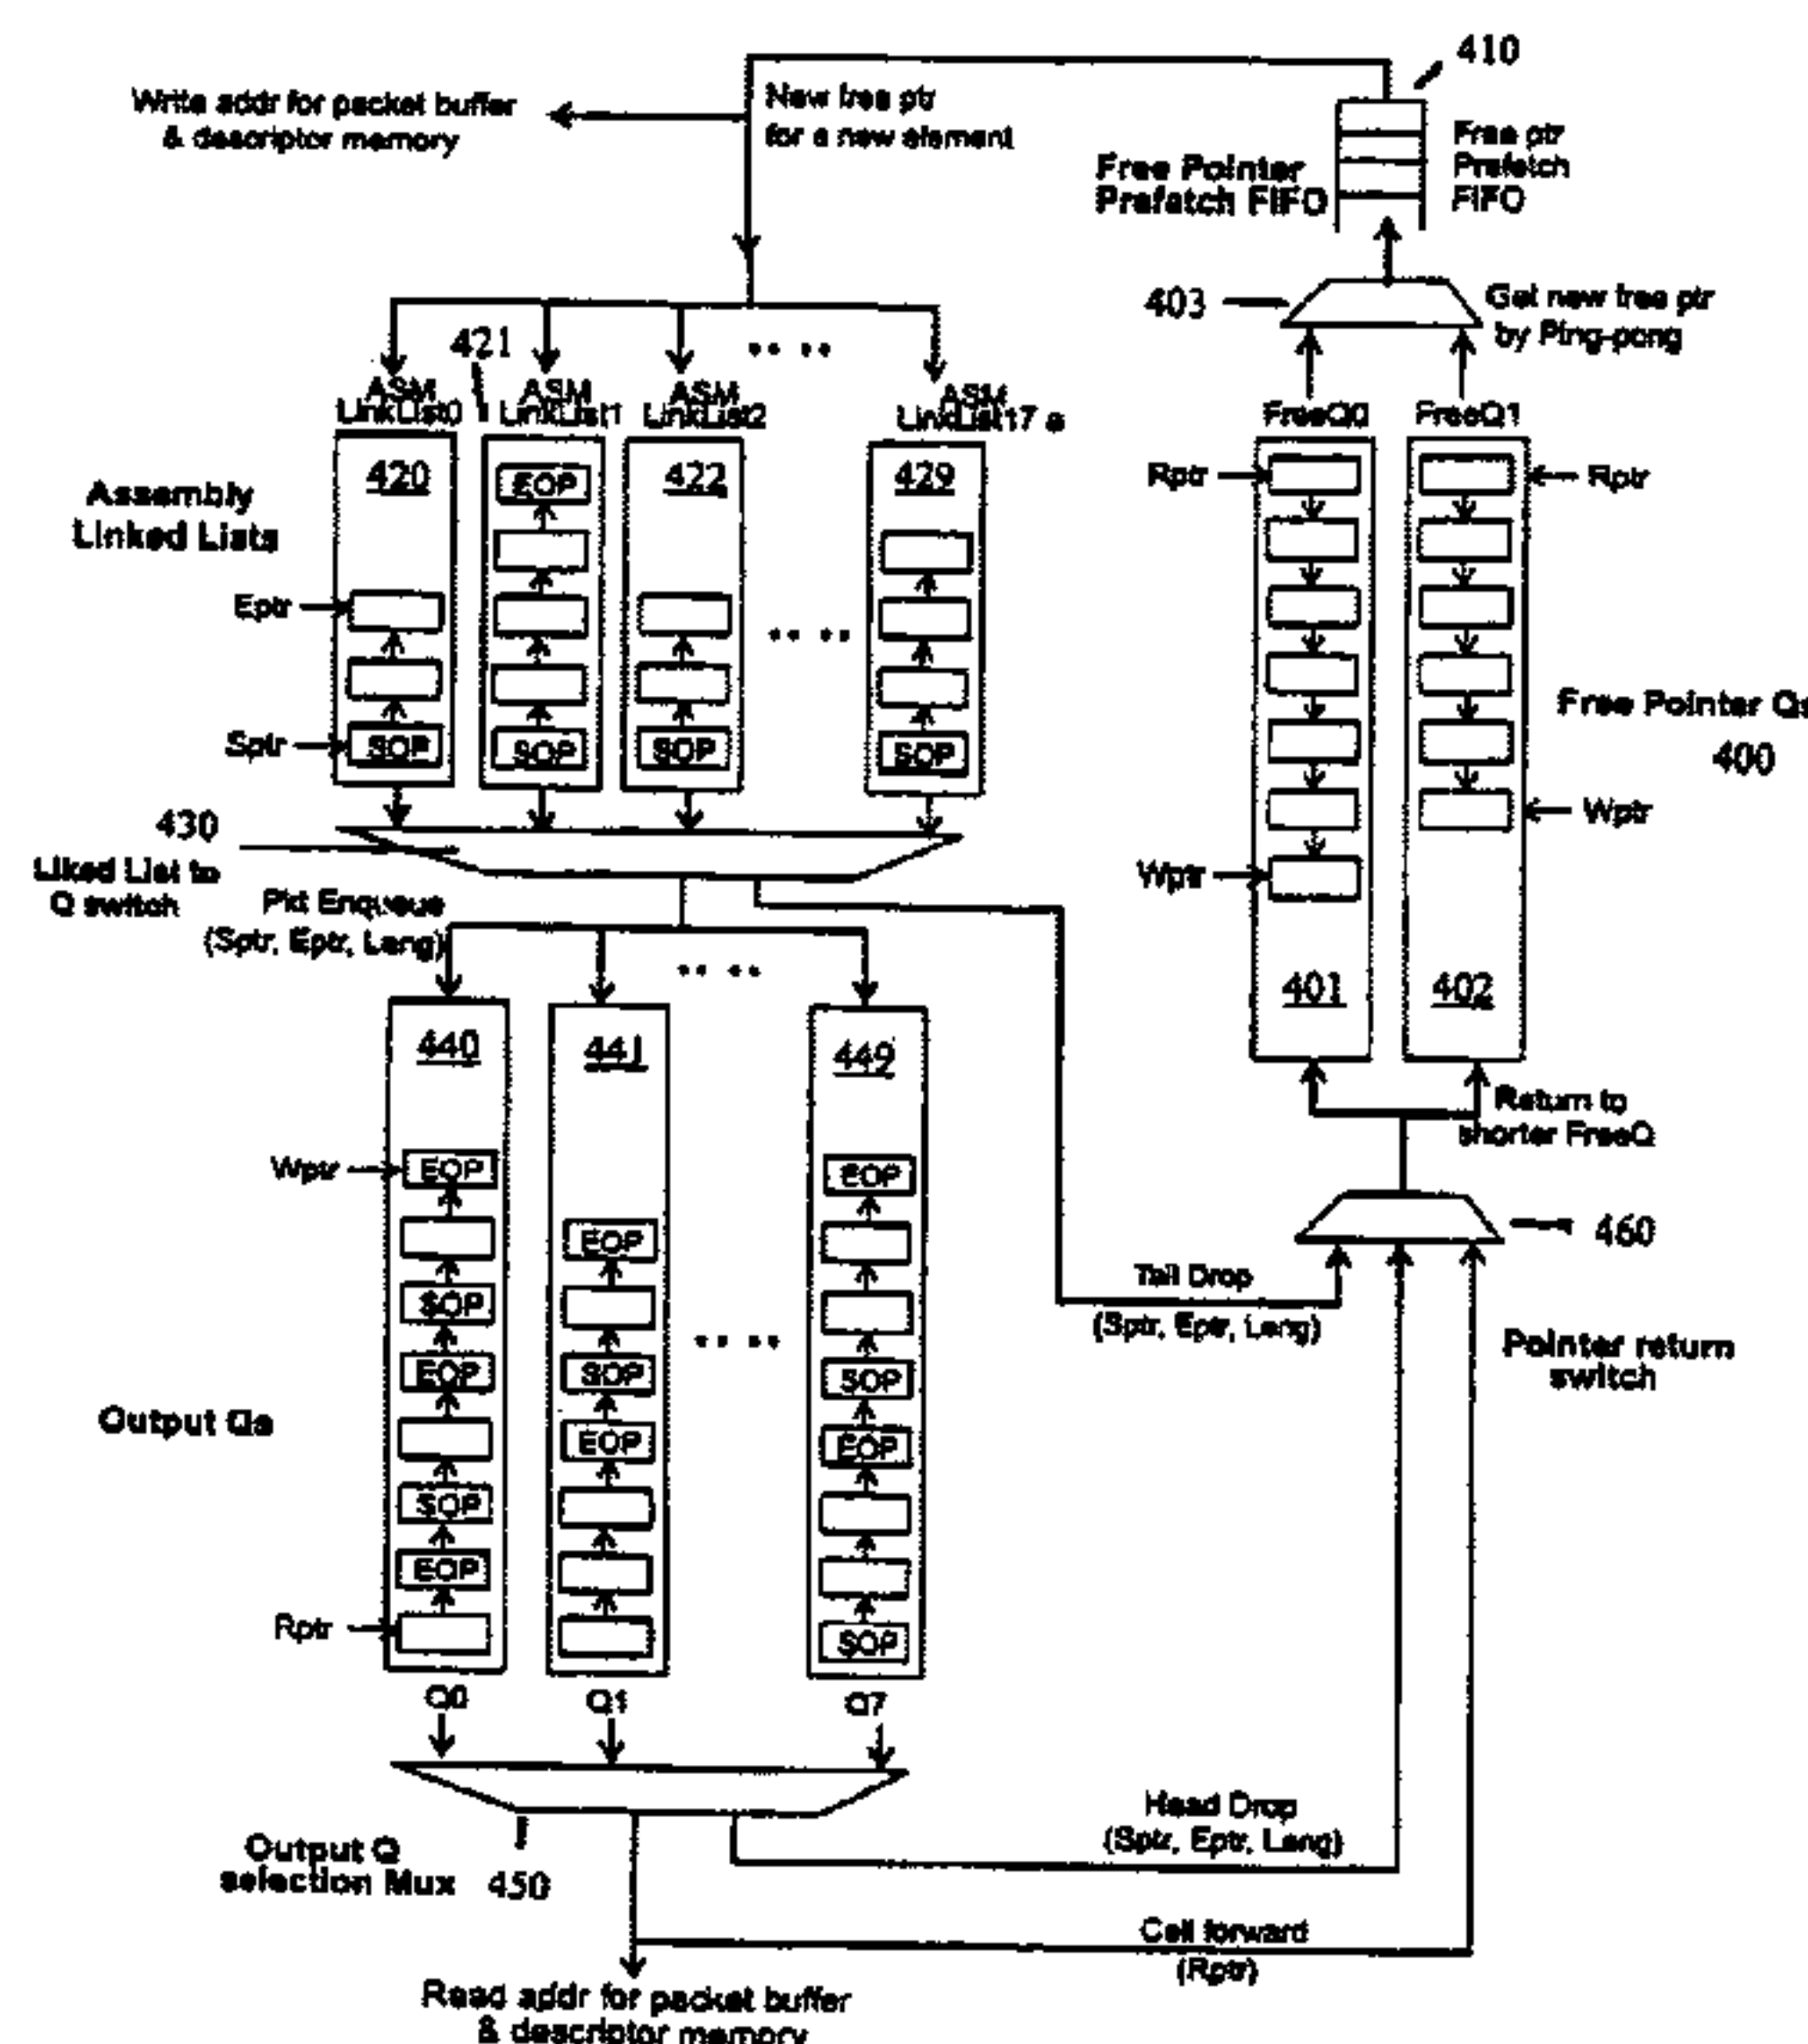 410
Write addr for packet buffer
& descriptor memory
New free ptr
for a new element
Free Pointer
Prefetch FIFO
Free ptr
Prefetch
FIFO
403
Get new free ptr
by Ping-pong
421
ASM
LinkList0
ASM
LinkList1
ASM
LinkList2
ASM
LinkList17
FreeQ0
FreeQ1
Assembly
Linked Lists
420
EOP
422
429
Rptr
Rptr
Eptr
Sptr
SOP
SOP
SOP
SOP
Free Pointer Qs
400
Wptr
Wptr
401
402
430
Liked List to
Q switch
Pkt Enqueue
(Sptr, Eptr, Leng)
440
441
449
Return to
shorter FreeQ
460
Wptr
EOP
SOP
EOP
SOP
EOP
Rptr
EOP
SOP
EOP
EOP
SOP
EOP
SOP
Tail Drop
(Sptr, Eptr, Leng)
Pointer return
switch
Output Qs
Q0
Q1
Q7
Output Q
selection Mux
450
Head Drop
(Sptr, Eptr, Leng)
Cell forward
(Rptr)
Read addr for packet buffer
& descriptor memory